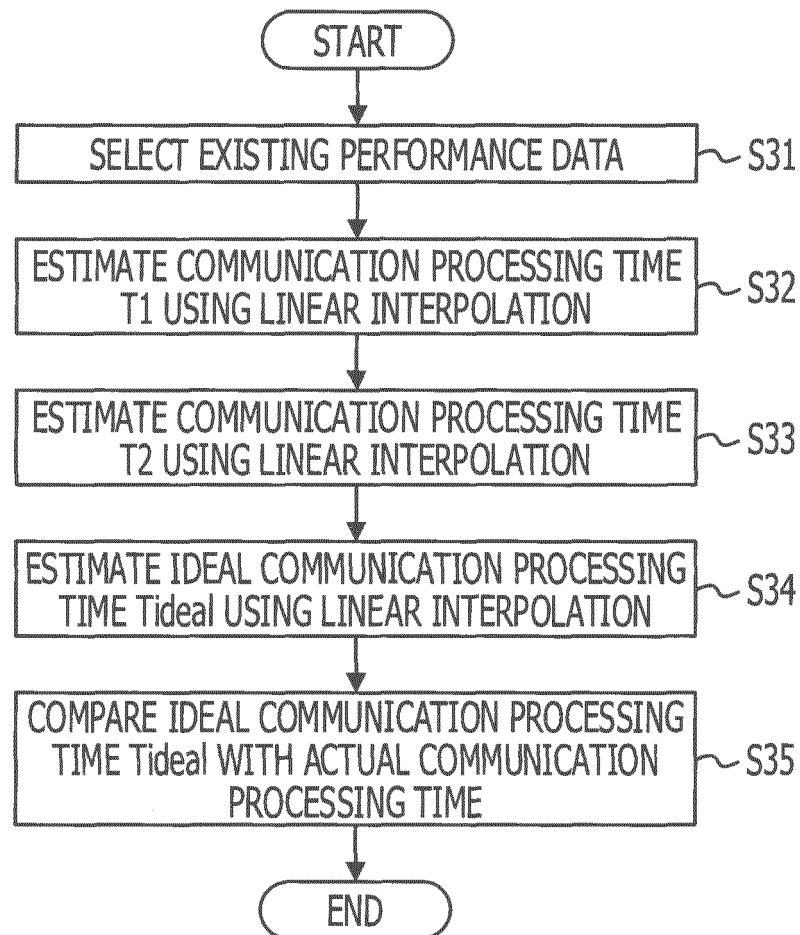 START
SELECT EXISTING PERFORMANCE DATA
S31
ESTIMATE COMMUNICATION PROCESSING TIME
T1 USING LINEAR INTERPOLATION
S32
ESTIMATE COMMUNICATION PROCESSING TIME
T2 USING LINEAR INTERPOLATION
S33
ESTIMATE IDEAL COMMUNICATION PROCESSING
TIME Tideal USING LINEAR INTERPOLATION
S34
COMPARE IDEAL COMMUNICATION PROCESSING
TIME Tideal WITH ACTUAL COMMUNICATION
PROCESSING TIME
S35
END